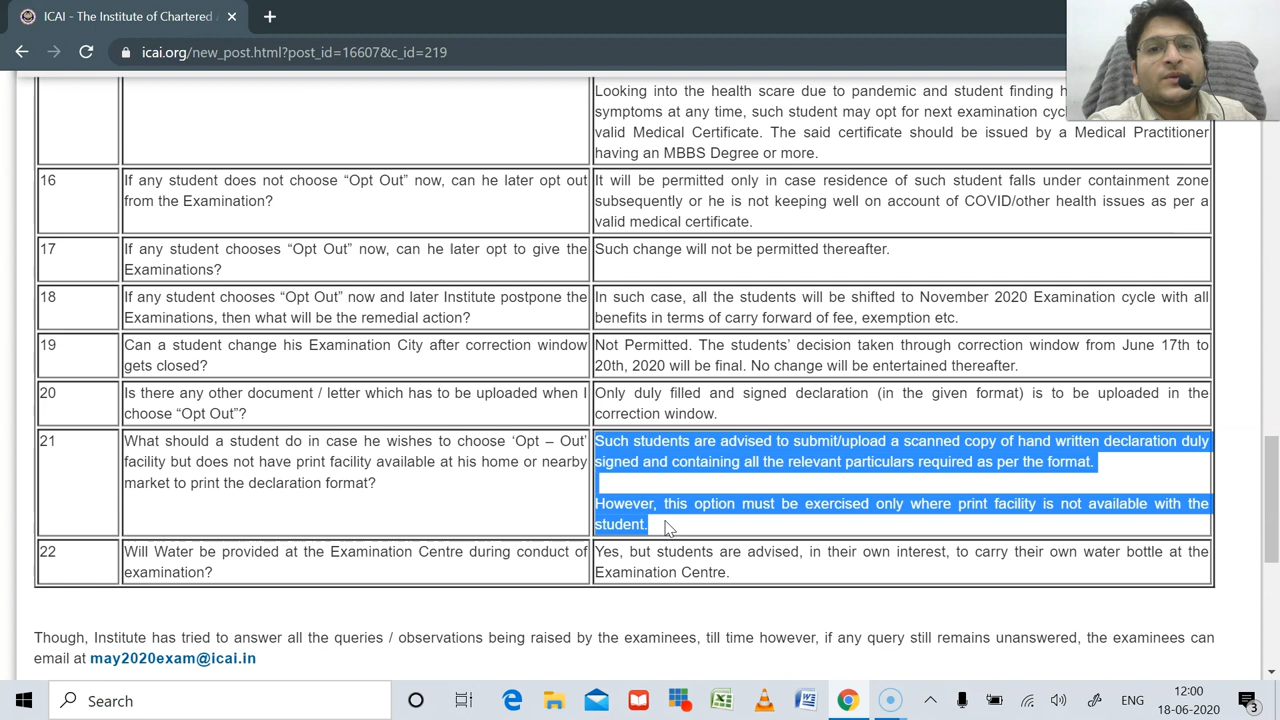 ICAI - The Institute of Chartered
icai.org/new_post.html?post_id=16607&c_id=219
Looking into the health scare due to pandemic and student finding
symptoms at any time, such student may opt for next examination
valid Medical Certificate. The said certificate should be issued by a Medical Practitioner
having an MBBS Degree or more.
16
If any student does not choose “Opt Out” now, can he later opt out
from the Examination?
It will be permitted only in case residence of such student falls under containment zone
subsequently or he is not keeping well on account of COVID/other health issues as per a
valid medical certificate.
17
If any student chooses “Opt Out” now, can he later opt to give the
Examinations?
Such change will not be permitted thereafter.
18
If any student chooses “Opt Out” now and later Institute postpone the
Examinations, then what will be the remedial action?
In such case, all the students will be shifted to November 2020 Examination cycle with all
benefits in terms of carry forward of fee, exemption etc.
19
Can a student change his Examination City after correction window
gets closed?
Not Permitted. The students’ decision taken through correction window from June 17th to
20th, 2020 will be final. No change will be entertained thereafter.
20
Is there any other document / letter which has to be uploaded when I
choose “Opt Out”?
Only duly filled and signed declaration (in the given format) is to be uploaded in the
correction window.
21
What should a student do in case he wishes to choose ‘Opt – Out’
facility but does not have print facility available at his home or nearby
market to print the declaration format?
Such students are advised to submit/upload a scanned copy of hand written declaration duly
signed and containing all the relevant particulars required as per the format.
However, this option must be exercised only where print facility is not available with the
student.
22
Will Water be provided at the Examination Centre during conduct of
examination?
Yes, but students are advised, in their own interest, to carry their own water bottle at the
Examination Centre.
Though, Institute has tried to answer all the queries / observations being raised by the examinees, till time however, if any query still remains unanswered, the examinees can
email at may2020exam@icai.in
Search
ENG
12:00
18-06-2020
3